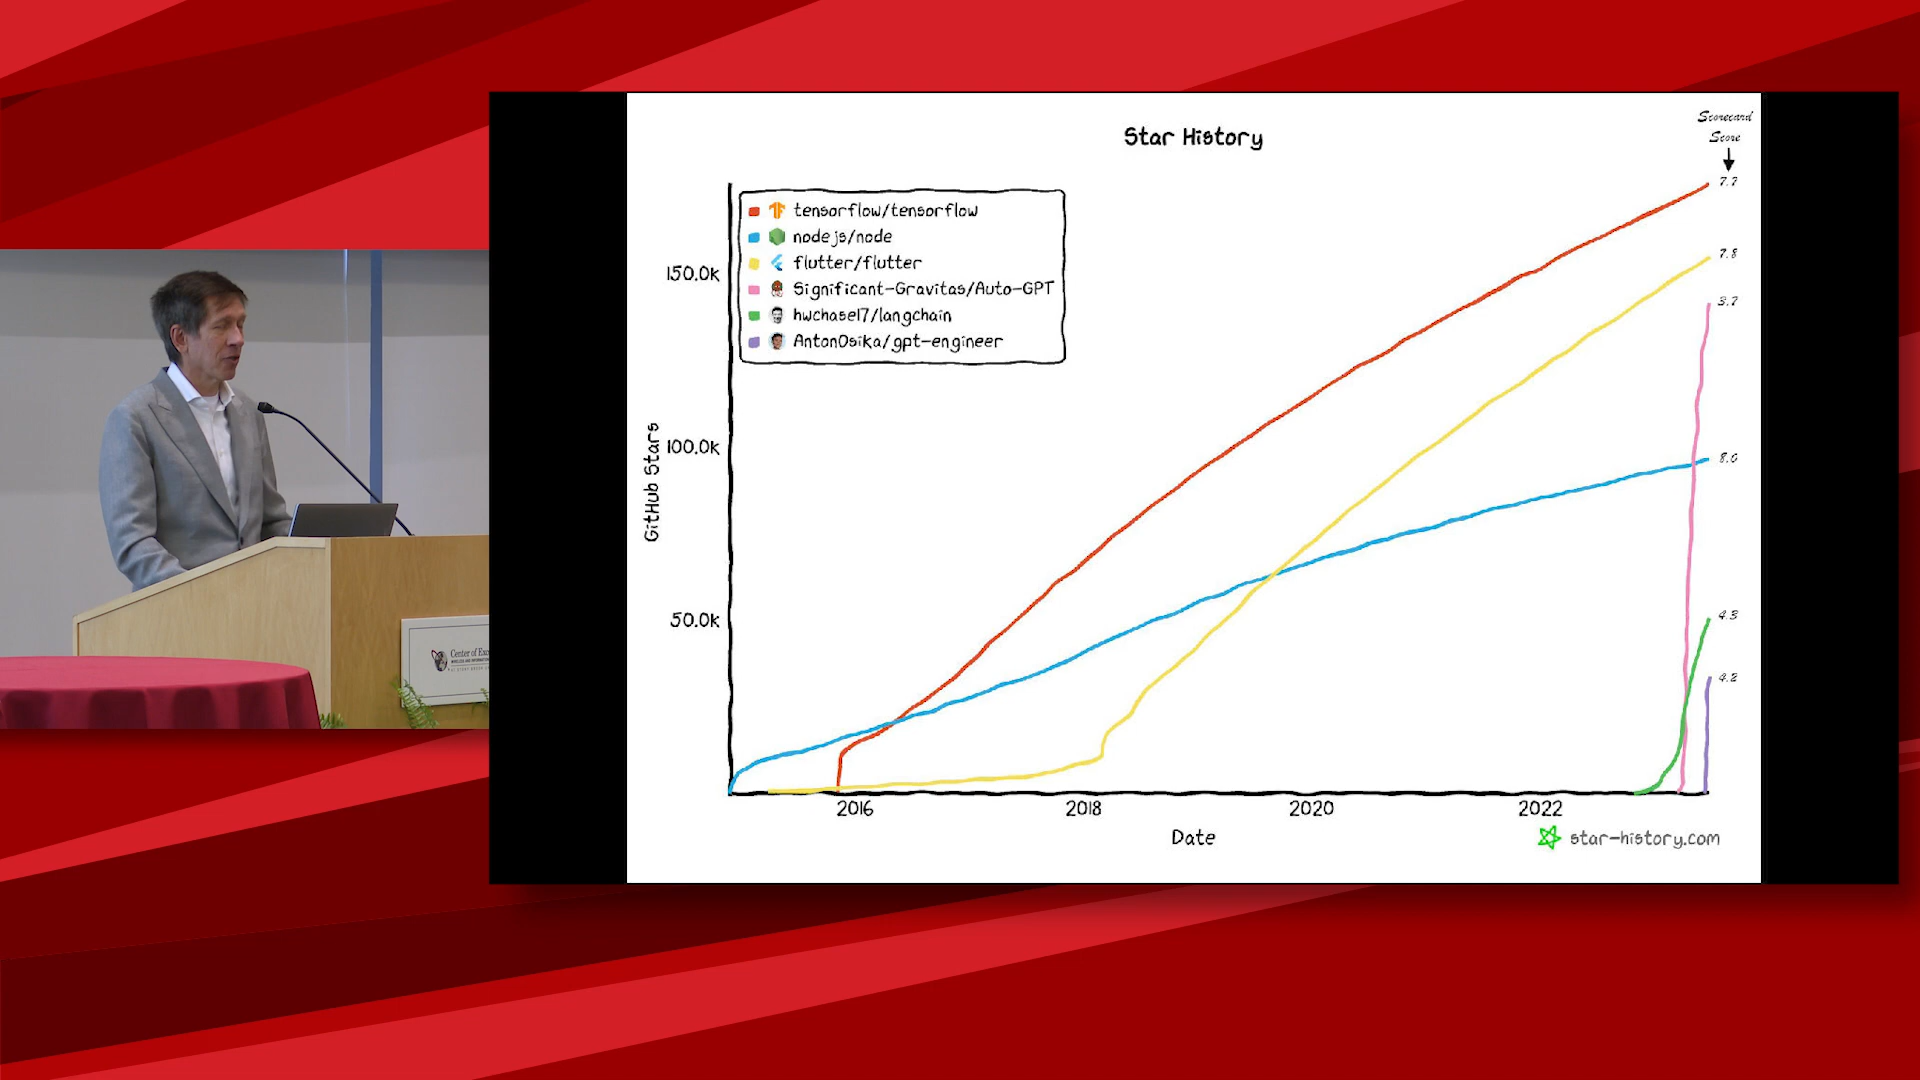 Scorecard
Score
Star History
7.7
tensorflow/tensorflow
nodejs/node
flutter/flutter
Significant-Gravitas/Auto-GPT
hwchase17/langchain
AntonOsika/gpt-engineer
7.8
150.0k
3.7
100.0k
8.0
GitHub Stars
50.0k
4.3
4.2
2016
2018
2020
2022
Date
star-history.com
Center of